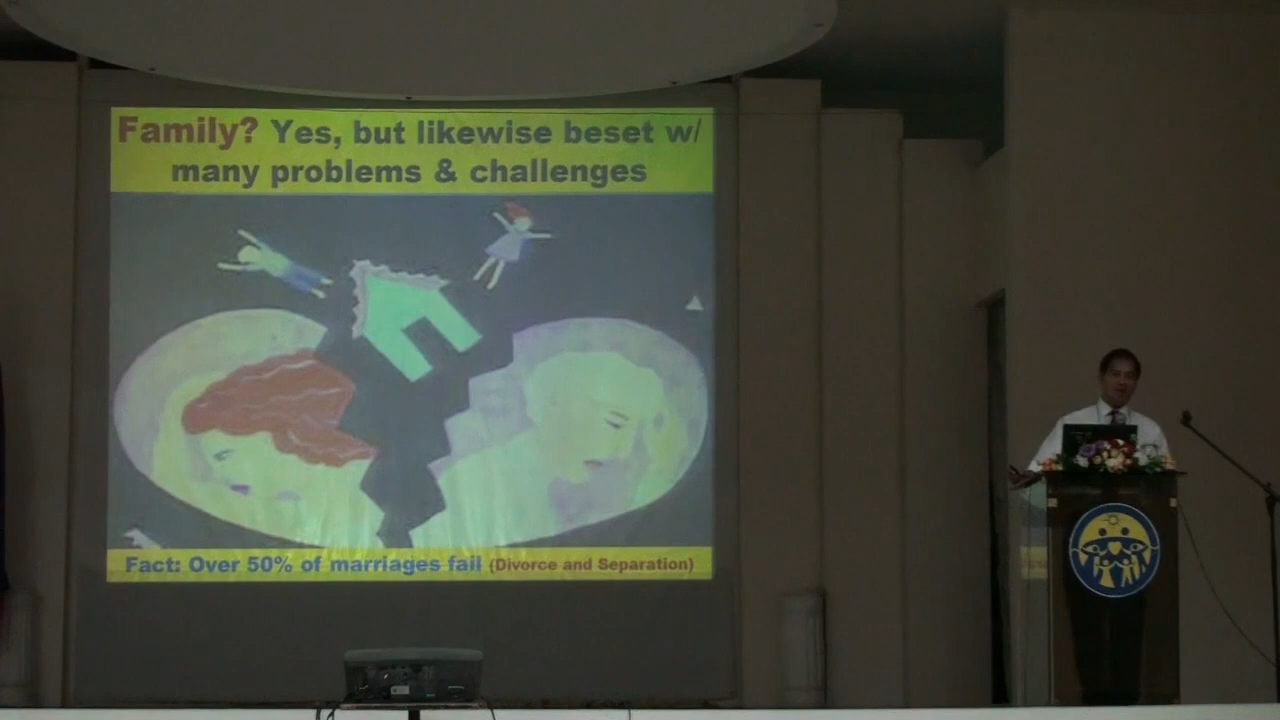 Family? Yes, but likewise beset w/
many problems & challenges
Fact: Over 50% of marriages fail (Divorce and Separation)